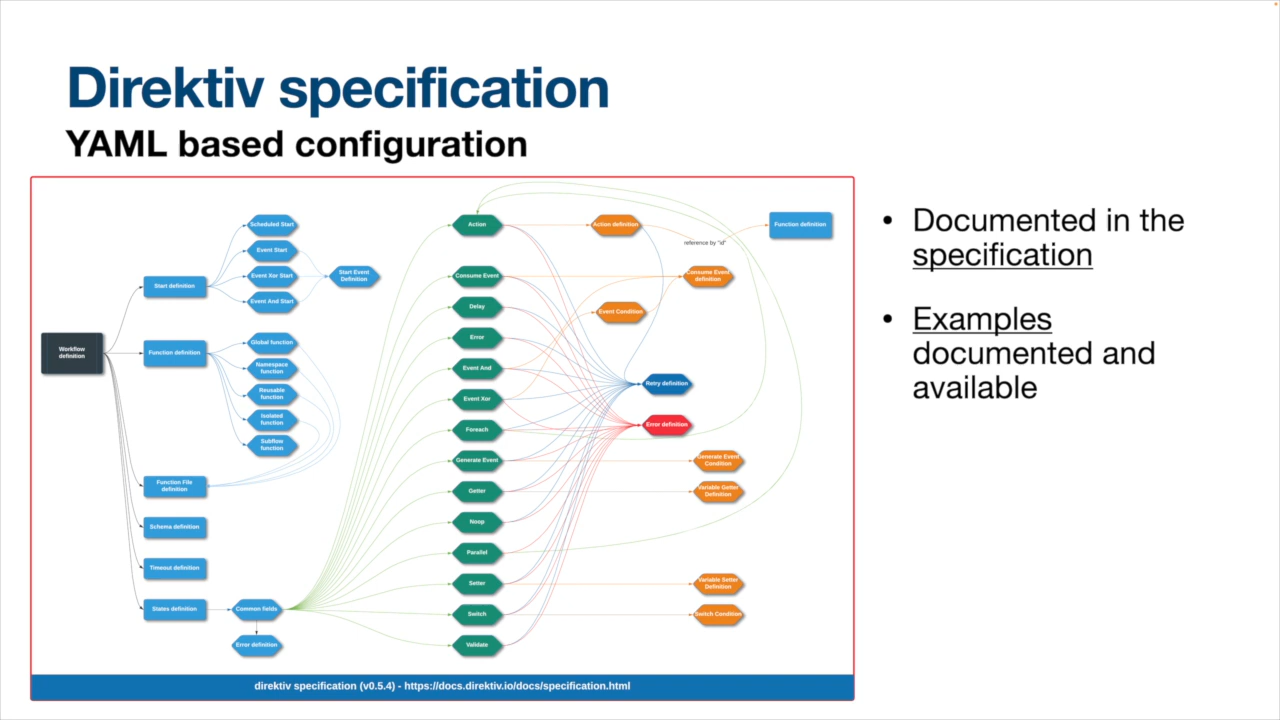 Direktiv specification
YAML based configuration
Scheduled Start
Event Start
Event Xor Start
Event And Start
Start Event
Definition
Start definition
Workflow
definition
Function definition
Global function
Namespace
function
Reusable
function
Isolated
function
Subflow
function
Function File
definition
Schema definition
Timeout definition
States definition
Common fields
Error definition
Action
Consume Event
Delay
Error
Event And
Event Xor
Foreach
Generate Event
Getter
Noop
Parallel
Setter
Switch
Validate
Action definition
reference by "id"
Function definition
Consume Event
definition
Event Condition
Retry definition
Error definition
Generate Event
Condition
Variable Getter
Definition
Variable Setter
Definition
Switch Condition
direktiv specification (v0.5.4) - https://docs.direktiv.io/docs/specification.html
• Documented in the
specification
• Examples
documented and
available